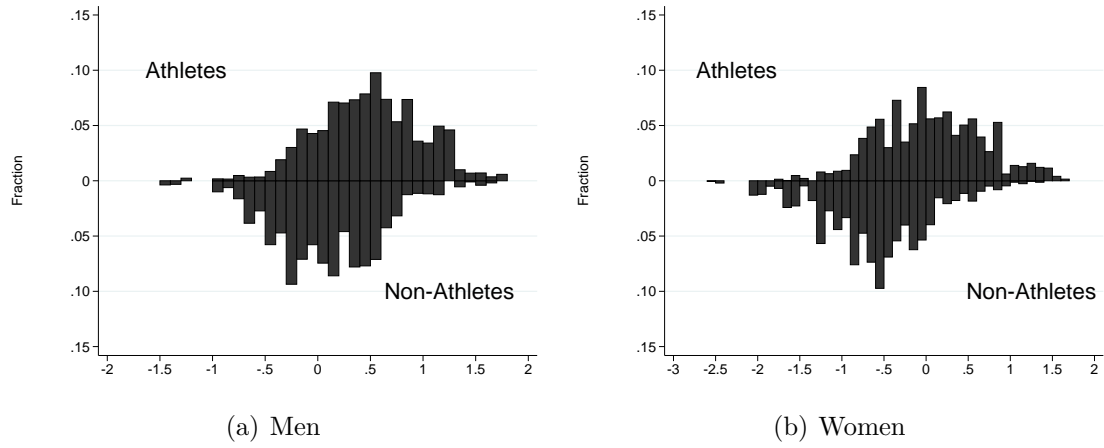 .15
.10
.05
0
.05
.10
.15
Fraction
Athletes
Non-Athletes
-2 -1.5 -1 -.5 0 .5 1 1.5 2
(a) Men
.15
.10
.05
0
.05
.10
.15
Fraction
Athletes
Non-Athletes
-3 -2.5 -2 -1.5 -1 -.5 0 .5 1 1.5 2
(b) Women